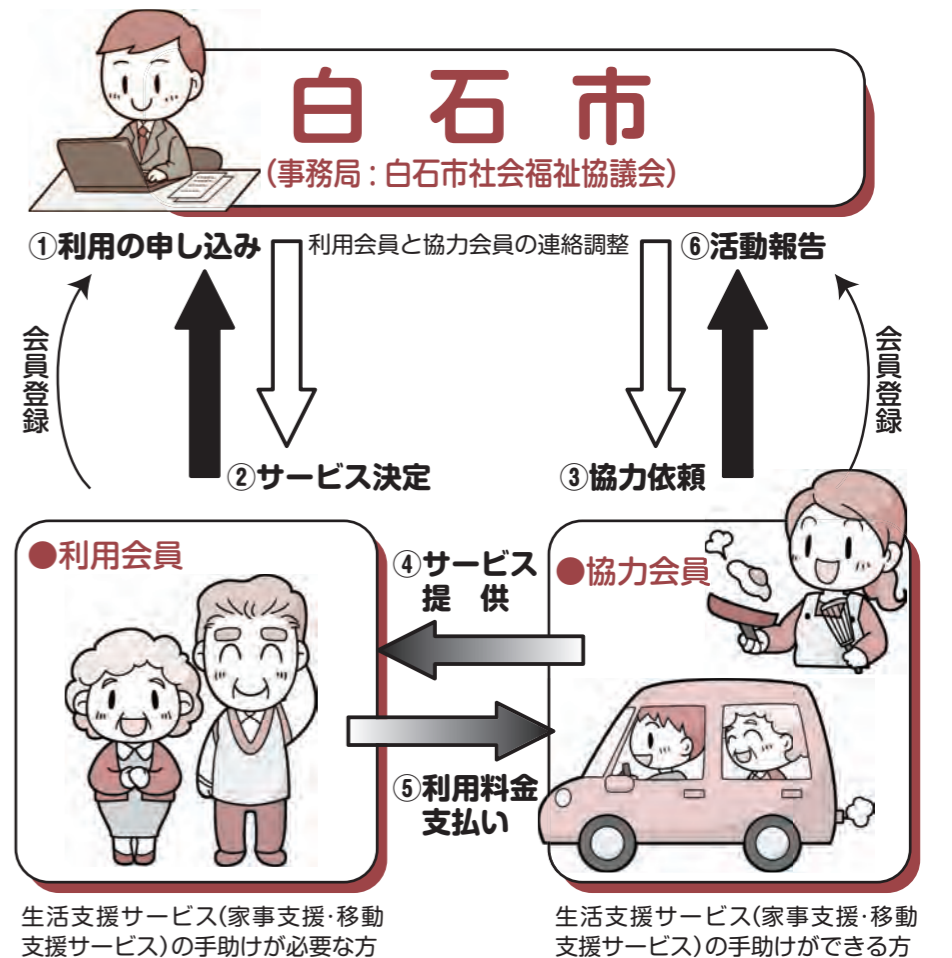 白石市
(事務局:白石市社会福祉協議会)
①利用の申し込み
利用会員と協力会員の連絡調整
⑥活動報告
会員登録
会員登録
②サービス決定
③協力依頼
●利用会員
④サービス
提 供
●協力会員
⑤利用料金
支払い
生活支援サービス(家事支援・移動
支援サービス)の手助けが必要な方
生活支援サービス(家事支援・移動
支援サービス)の手助けができる方